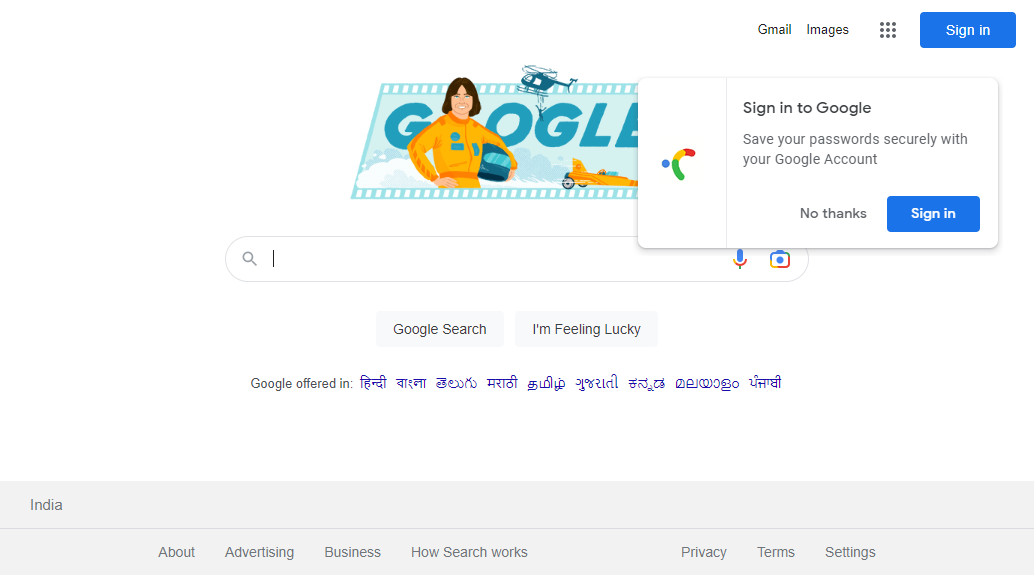 Gmail Images Sign in
GOOGLE
Sign in to Google
Save your passwords securely with
your Google Account
No thanks Sign in
Google Search I'm Feeling Lucky
Google offered in: हिन्दी বাংলা తెలుగు मराठी தமிழ் ગુજરાતી ಕನ್ನಡ മലയാളം ਪੰਜਾਬੀ
India
About Advertising Business How Search works Privacy Terms Settings